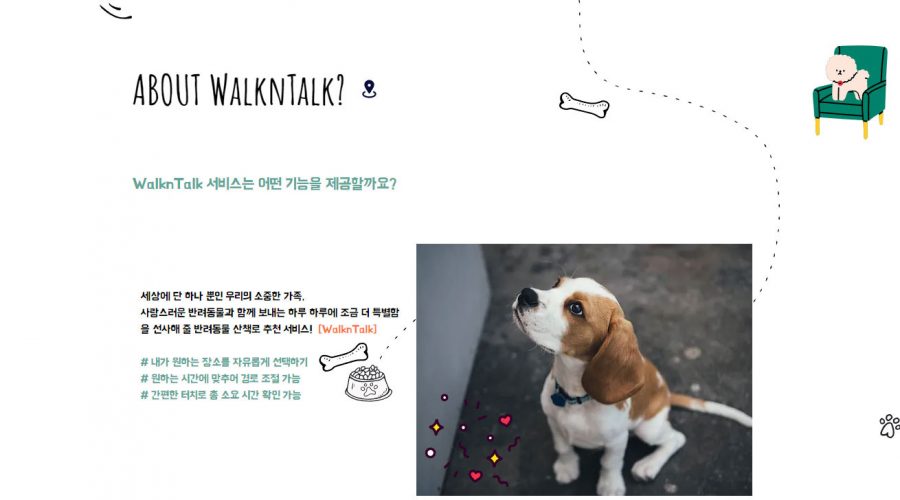 ABOUT WALKNTALK?
WalknTalk 서비스는 어떤 기능을 제공할까요?
세상에 단 하나 뿐인 우리의 소중한 가족,
사랑스러운 반려동물과 함께 보내는 하루 하루에 조금 더 특별함
을 선사해 줄 반려동물 산책로 추천 서비스! [WalknTalk]
# 내가 원하는 장소를 자유롭게 선택하기
# 원하는 시간에 맞추어 경로 조절 가능
# 간편한 터치로 총 소요 시간 확인 가능